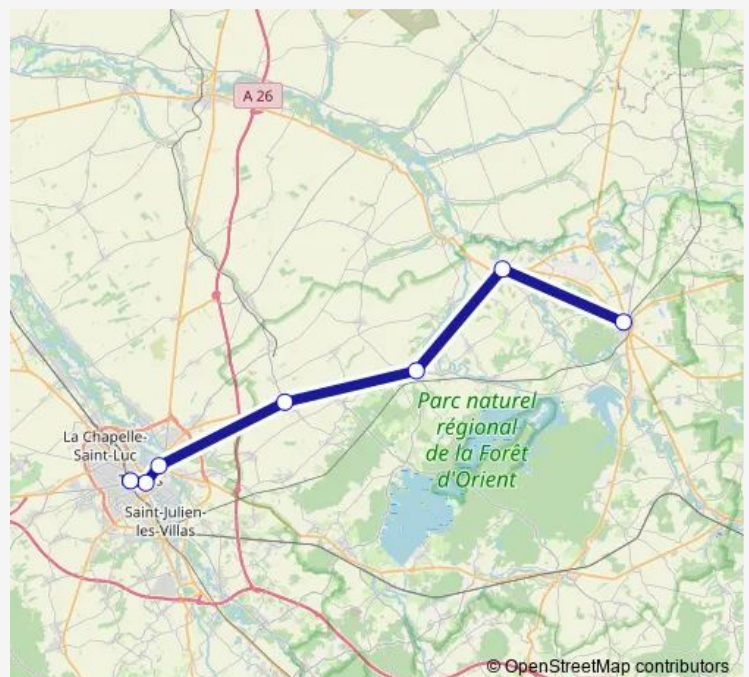 A 26
La Chapelle-
Saint-Luc
Saint-Julien-
les-Villas
Parc naturel
régional
de la Forêt
d'Orient
© OpenStreetMap contributors